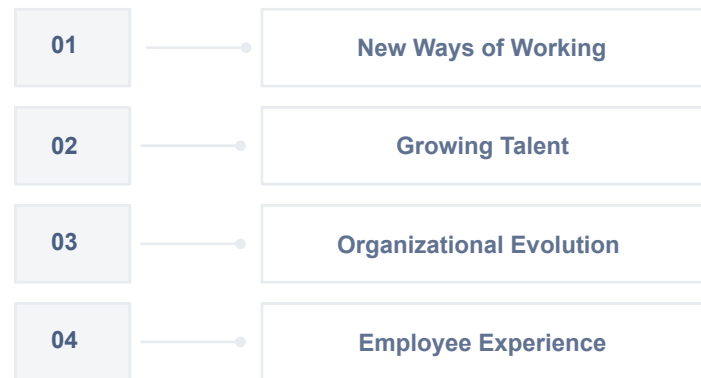 01 New Ways of Working
02 Growing Talent
03 Organizational Evolution
04 Employee Experience